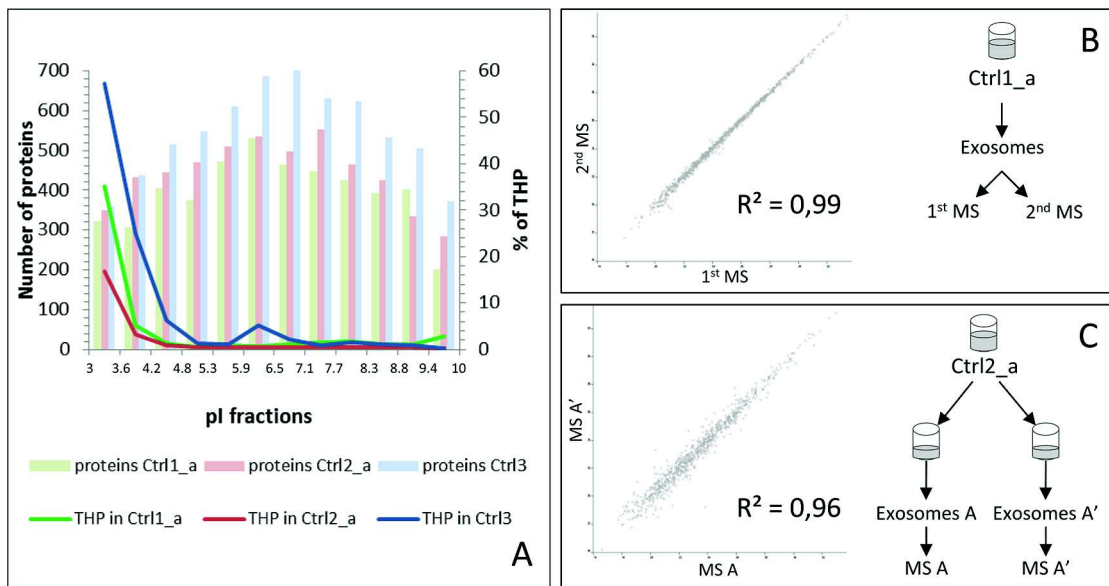 700
600
500
400
300
200
100
0
Number of proteins
60
50
40
30
20
10
0
% of THP
3 3.6 4.2 4.8 5.3 5.9 6.5 7.1 7.7 8.3 8.8 9.4 10
pI fractions
proteins Ctrl1_a proteins Ctrl2_a proteins Ctrl3
THP in Ctrl1_a THP in Ctrl2_a THP in Ctrl3
A
B
2nd MS
R² = 0,99
1st MS
Ctrl1_a
Exosomes
1st MS 2nd MS
C
MS A'
R² = 0,96
MS A
Ctrl2_a
Exosomes A Exosomes A'
MS A MS A'